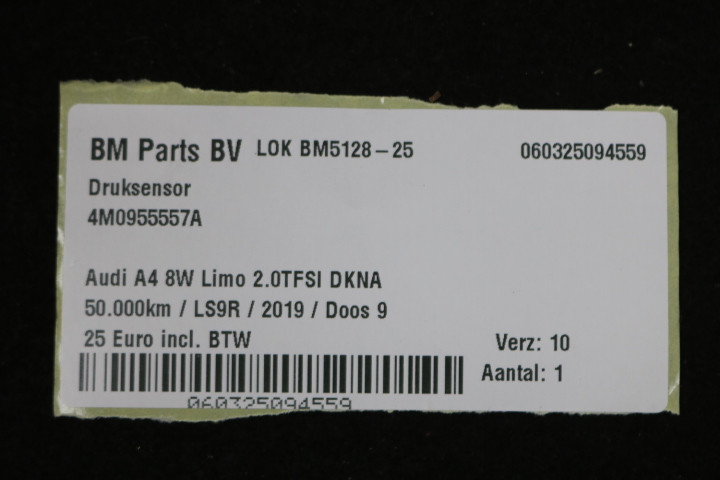 BM Parts BV LOK BM5128-25 060325094559
Druksensor
4M0955557A
Audi A4 8W Limo 2.0TFSI DKNA
50.000km / LS9R / 2019 / Doos 9
25 Euro incl. BTW
Verz: 10
Aantal: 1
060325094559